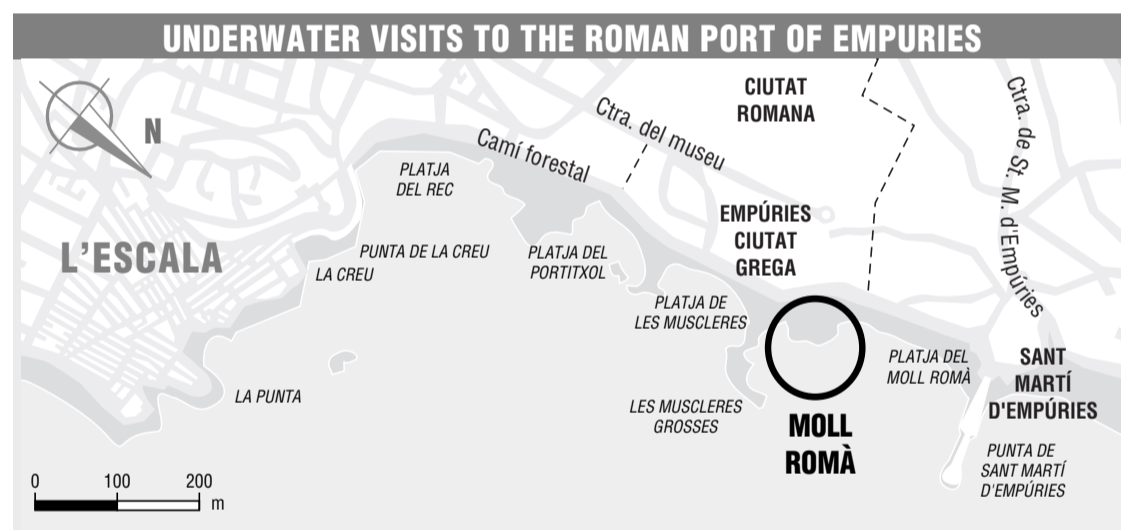 UNDERWATER VISITS TO THE ROMAN PORT OF EMPURIES
N
CIUTAT
ROMANA
Ctra. del museu
Camí forestal
Ctra. de St. M. d'Empúries
PLATJA
DEL REC
EMPÚRIES
CIUTAT
GREGA
L'ESCALA
PUNTA DE LA CREU
LA CREU
PLATJA DEL
PORTITXOL
PLATJA DE
LES MUSCLERES
PLATJA DEL
MOLL ROMÀ
SANT
MARTÍ
D'EMPÚRIES
LA PUNTA
LES MUSCLERES
GROSSES
MOLL
ROMÀ
PUNTA DE
SANT MARTÍ
D'EMPÚRIES
0 100 200
m